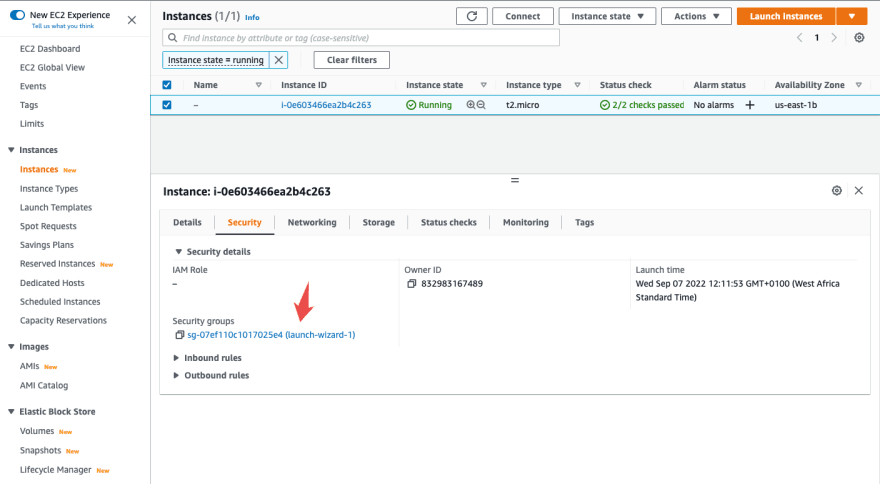 New EC2 Experience
Tell us what you think
EC2 Dashboard
EC2 Global View
Events
Tags
Limits
Instances
Instances New
Instance Types
Launch Templates
Spot Requests
Savings Plans
Reserved Instances New
Dedicated Hosts
Scheduled Instances
Capacity Reservations
Images
AMIs New
AMI Catalog
Elastic Block Store
Volumes New
Snapshots New
Lifecycle Manager New
Instances (1/1) Info
Connect
Instance state
Actions
Launch instances
Find instance by attribute or tag (case-sensitive)
1
Instance state = running
Clear filters
Name Instance ID Instance state Instance type Status check Alarm status Availability Zone
– i-0e603466ea2b4c263 Running t2.micro 2/2 checks passed No alarms + us-east-1b
Instance: i-0e603466ea2b4c263
Details Security Networking Storage Status checks Monitoring Tags
Security details
IAM Role
–
Owner ID
832983167489
Launch time
Wed Sep 07 2022 12:11:53 GMT+0100 (West Africa
Standard Time)
Security groups
sg-07ef110c1017025e4 (launch-wizard-1)
Inbound rules
Outbound rules